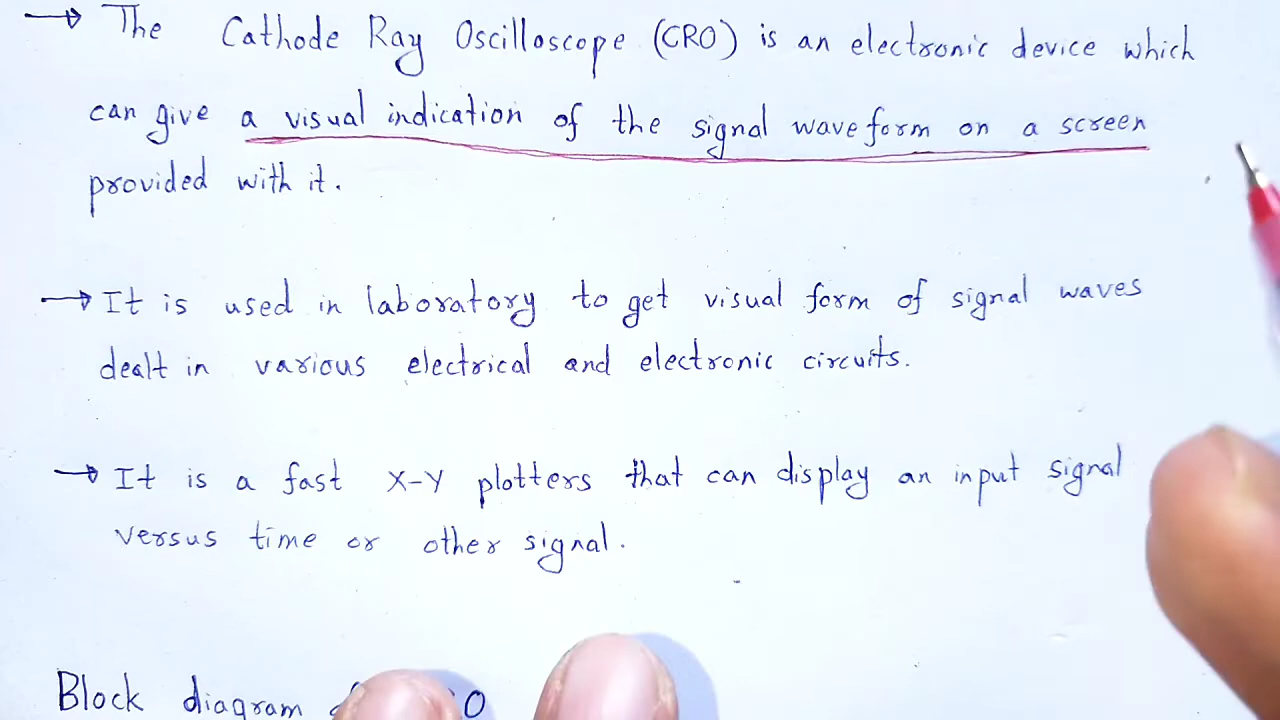 → The Cathode Ray Oscilloscope (CRO) is an electronic device which
can give a visual indication of the signal waveform on a screen
provided with it.
→ It is used in laboratory to get visual form of signal waves
dealt in various electrical and electronic circuits.
→ It is a fast X-Y plotters that can display an input signal
versus time or other signal.
Block diagram